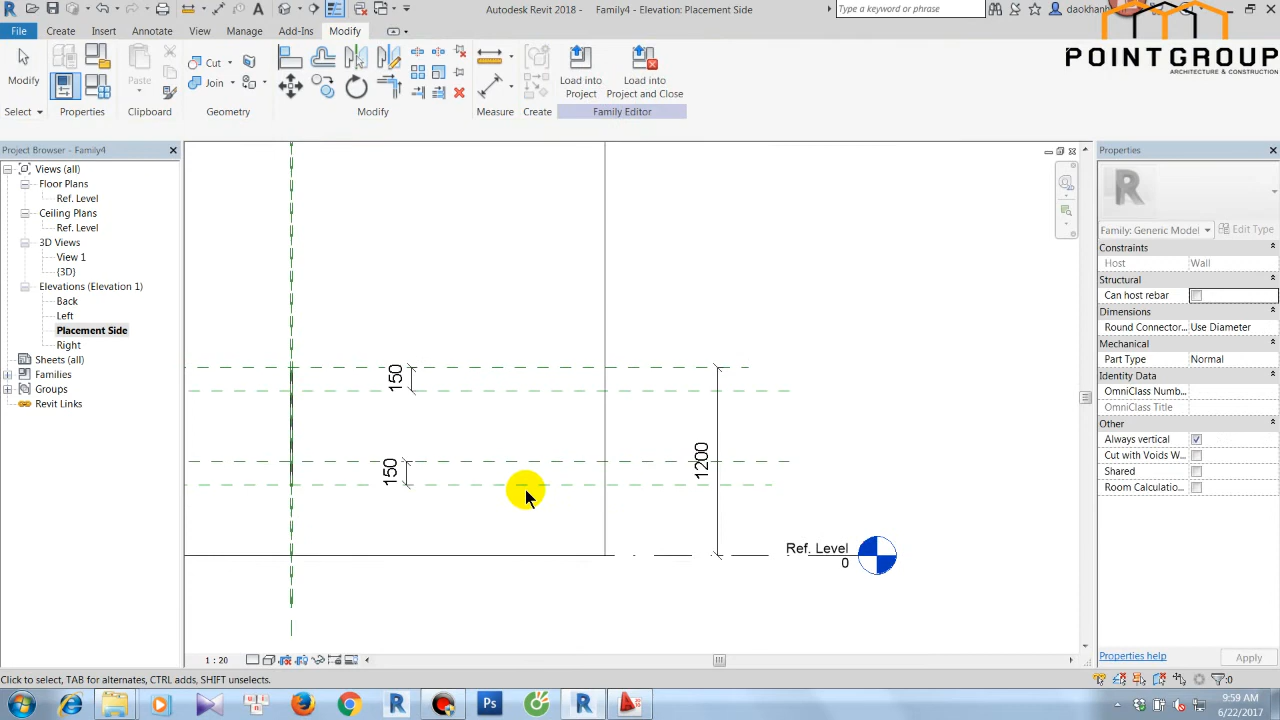 Autodesk Revit 2018 - Family4 - Elevation: Placement Side
Type a keyword or phrase
daokhanh
POINTGROUP
ARCHITECTURE & CONSTRUCTION
File Create Insert Annotate View Manage Add-Ins Modify
Modify
Paste
Cut
Join
Load into Project
Load into Project and Close
Select Properties Clipboard Geometry Modify Measure Create Family Editor
Project Browser - Family4
Views (all)
Floor Plans
Ref. Level
Ceiling Plans
Ref. Level
3D Views
View 1
{3D}
Elevations (Elevation 1)
Back
Left
Placement Side
Right
Sheets (all)
Families
Groups
Revit Links
150
150
1200
Ref. Level
0
Properties
R
Family: Generic Model
Edit Type
Constraints
Host Wall
Structural
Can host rebar
Dimensions
Round Connector... Use Diameter
Mechanical
Part Type Normal
Identity Data
OmniClass Numb...
OmniClass Title
Other
Always vertical
Cut with Voids W...
Shared
Room Calculatio...
Properties help
Apply
1 : 20
Click to select, TAB for alternates, CTRL adds, SHIFT unselects.
:0
9:59 AM
6/22/2017